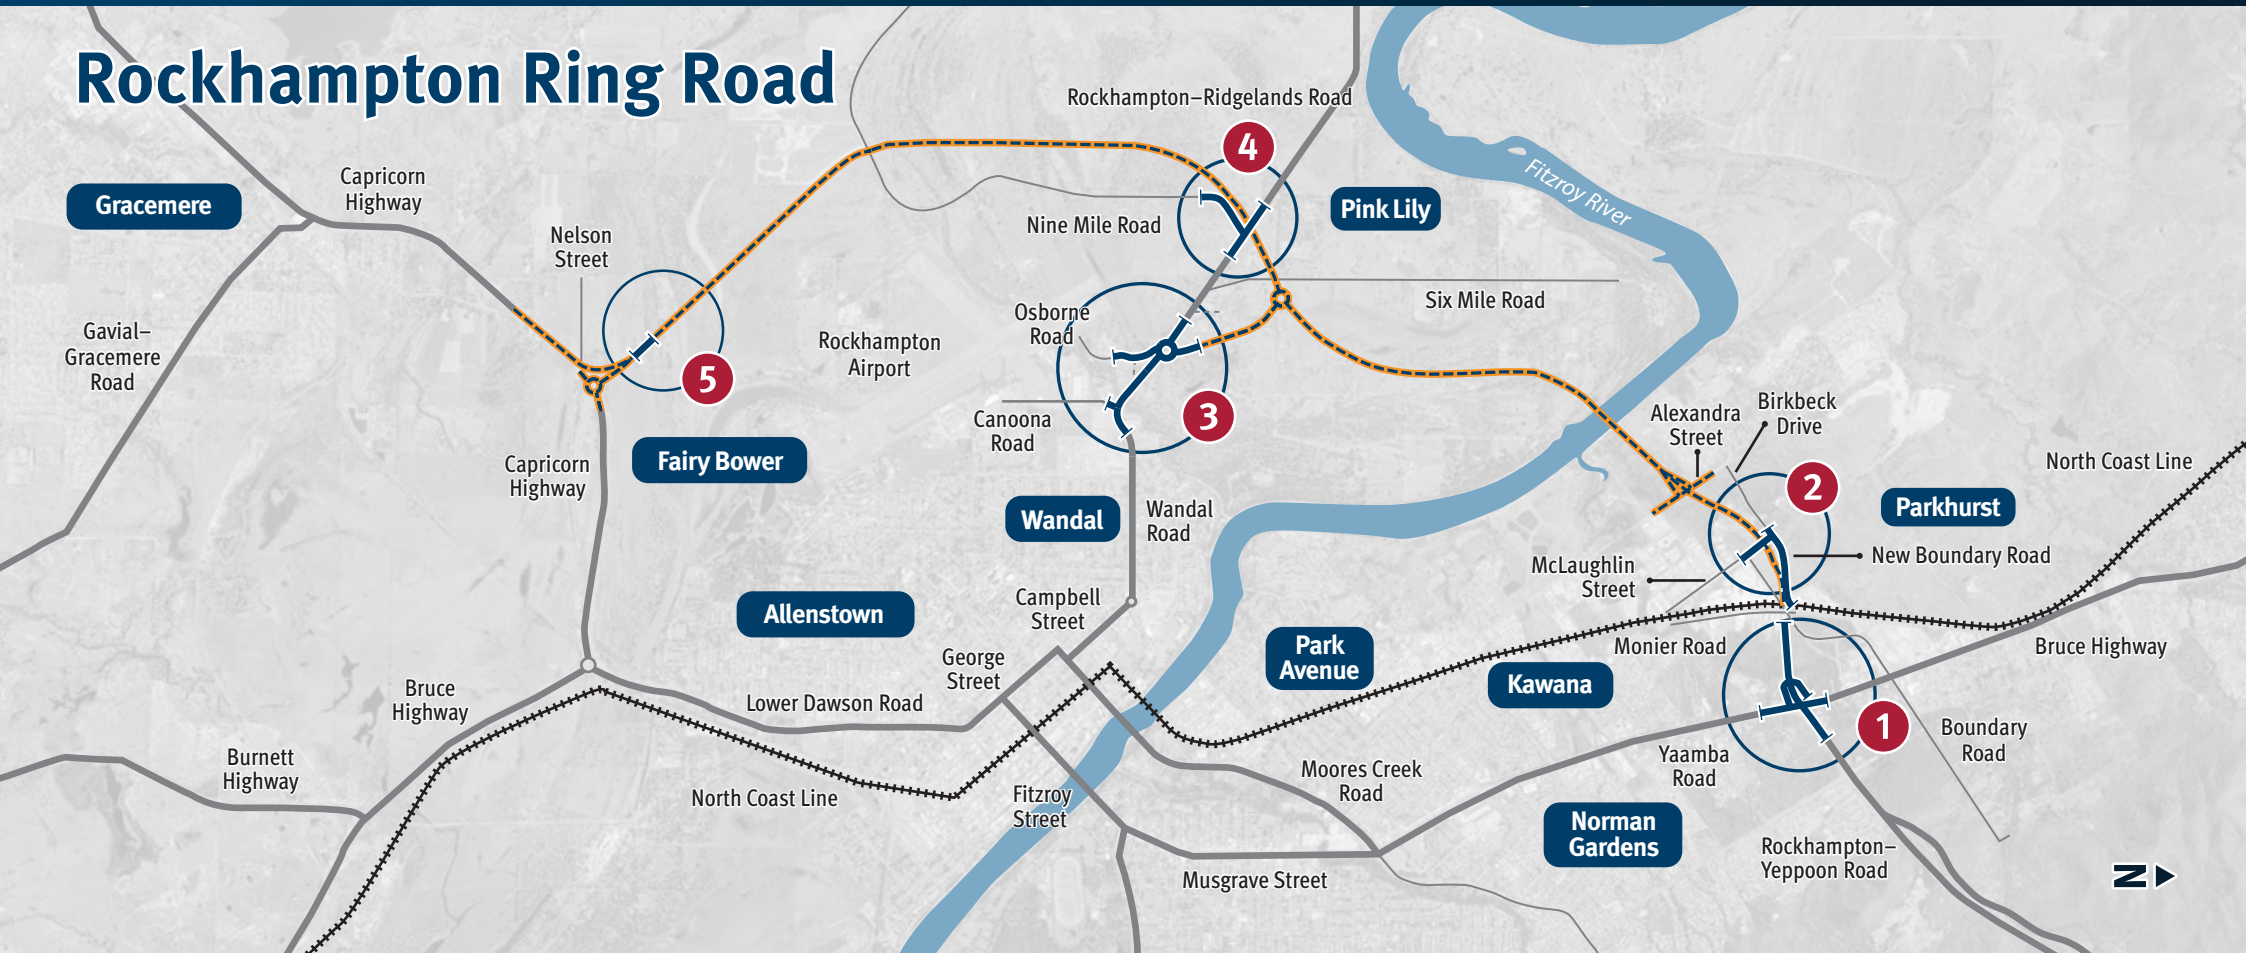 Rockhampton Ring Road
Rockhampton–Ridgelands Road
4
Capricorn
Highway
Gracemere
Pink Lily
Fitzroy River
Nine Mile Road
Nelson
Street
Six Mile Road
Osborne
Road
Gavial–
Gracemere
Road
Rockhampton
Airport
5
3
Canoona
Road
Alexandra
Street
Birkbeck
Drive
Fairy Bower
Capricorn
Highway
North Coast Line
2
Parkhurst
Wandal
Wandal
Road
New Boundary Road
McLaughlin
Street
Allenstown
Campbell
Street
Park
Avenue
Monier Road
Bruce Highway
George
Street
Kawana
Bruce
Highway
Lower Dawson Road
1
Boundary
Road
Burnett
Highway
Yaamba
Road
Moores Creek
Road
North Coast Line
Fitzroy
Street
Norman
Gardens
Rockhampton–
Yeppoon Road
Musgrave Street
N